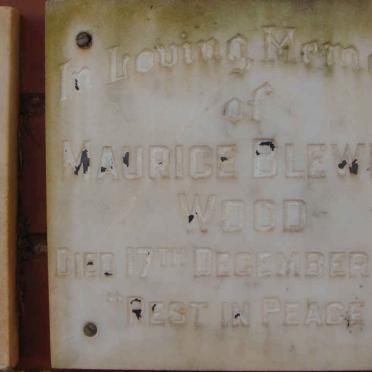 In Loving Mem
of
MAURICE BLEW
WOOD
DIED 17TH DECEMBER
"REST IN PEACE